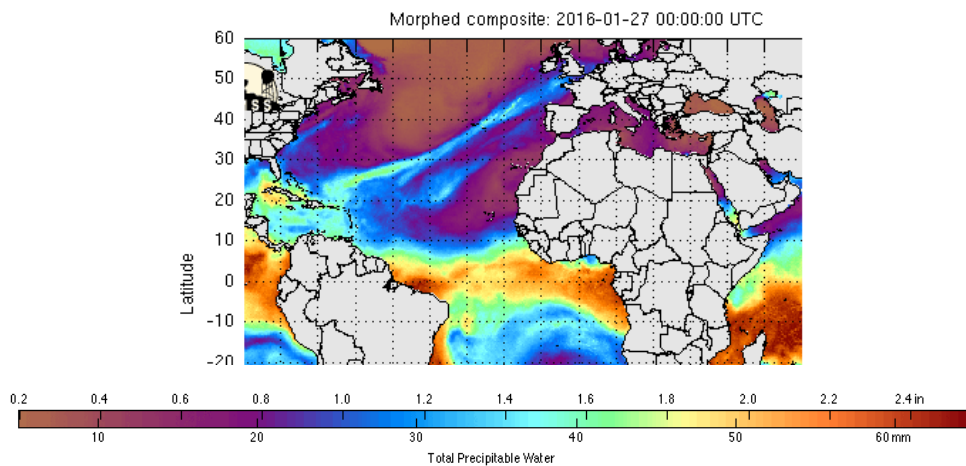 Morphed composite: 2016-01-27 00:00:00 UTC
60
50
40
30
20
10
0
-10
-20
Latitude
0.2 0.4 0.6 0.8 1.0 1.2 1.4 1.6 1.8 2.0 2.2 2.4 in
10 20 30 40 50 60 mm
Total Precipitable Water